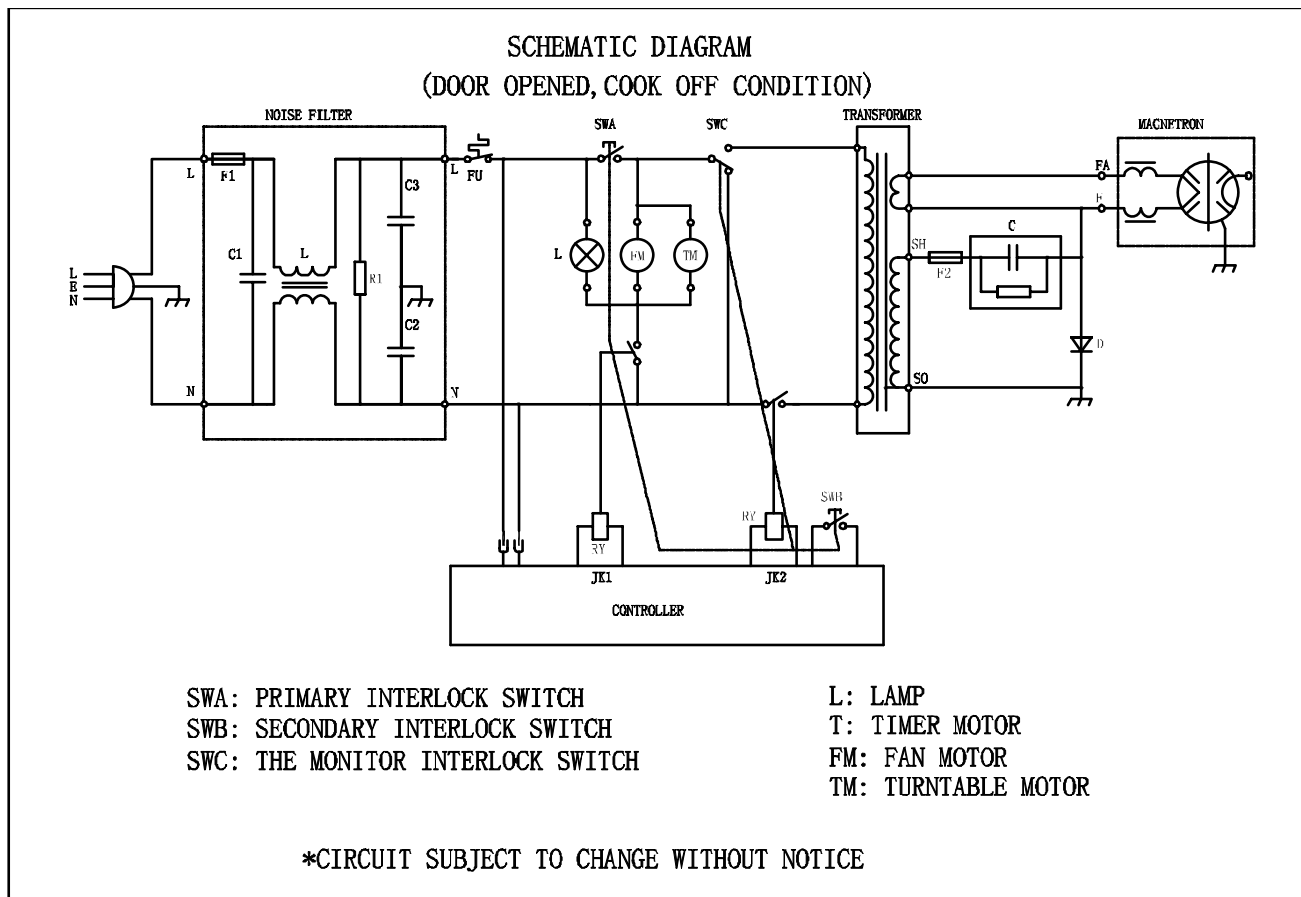 SCHEMATIC DIAGRAM
(DOOR OPENED, COOK OFF CONDITION)
NOISE FILTER
SWA
SWC
TRANSFORMER
MAGNETRON
L
F1
L
FU
FA
C3
F
C1
L
L
FM
TM
SH
C
R1
F2
L
E
N
C2
D
N
N
SO
SWB
RY
RY
JK1
JK2
CONTROLLER
SWA: PRIMARY INTERLOCK SWITCH
SWB: SECONDARY INTERLOCK SWITCH
SWC: THE MONITOR INTERLOCK SWITCH
L: LAMP
T: TIMER MOTOR
FM: FAN MOTOR
TM: TURNTABLE MOTOR
*CIRCUIT SUBJECT TO CHANGE WITHOUT NOTICE